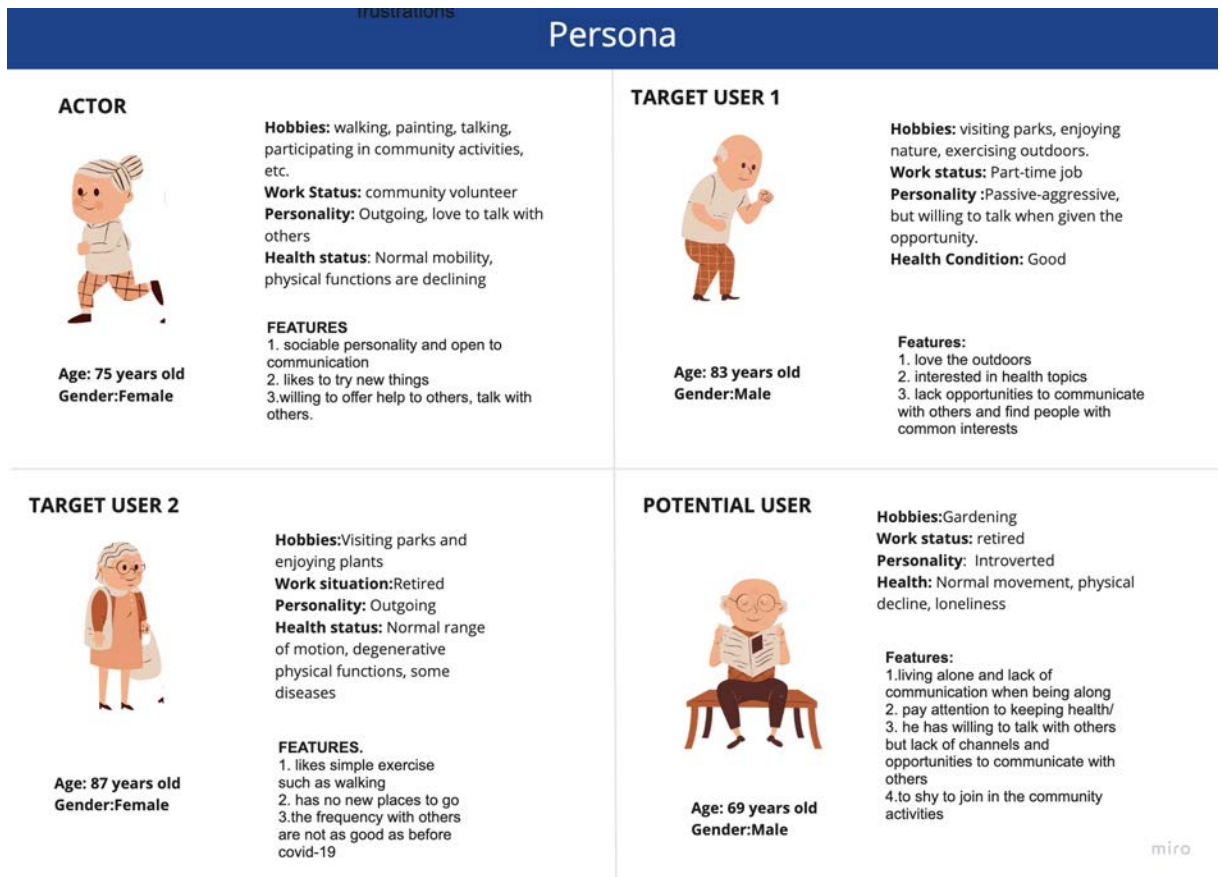 frustrations
Persona
ACTOR
Hobbies: walking, painting, talking,
participating in community activities,
etc.
Work Status: community volunteer
Personality: Outgoing, love to talk with
others
Health status: Normal mobility,
physical functions are declining
FEATURES
1. sociable personality and open to
communication
2. likes to try new things
3.willing to offer help to others, talk with
others.
Age: 75 years old
Gender:Female
TARGET USER 1
Hobbies: visiting parks, enjoying
nature, exercising outdoors.
Work status: Part-time job
Personality :Passive-aggressive,
but willing to talk when given the
opportunity.
Health Condition: Good
Features:
1. love the outdoors
2. interested in health topics
3. lack opportunities to communicate
with others and find people with
common interests
Age: 83 years old
Gender:Male
TARGET USER 2
Hobbies:Visiting parks and
enjoying plants
Work situation:Retired
Personality: Outgoing
Health status: Normal range
of motion, degenerative
physical functions, some
diseases
FEATURES.
1. likes simple exercise
such as walking
2. has no new places to go
3.the frequency with others
are not as good as before
covid-19
Age: 87 years old
Gender:Female
POTENTIAL USER
Hobbies:Gardening
Work status: retired
Personality: Introverted
Health: Normal movement, physical
decline, loneliness
Features:
1.living alone and lack of
communication when being along
2. pay attention to keeping health/
3. he has willing to talk with others
but lack of channels and
opportunities to communicate with
others
4.to shy to join in the community
activities
Age: 69 years old
Gender:Male
miro